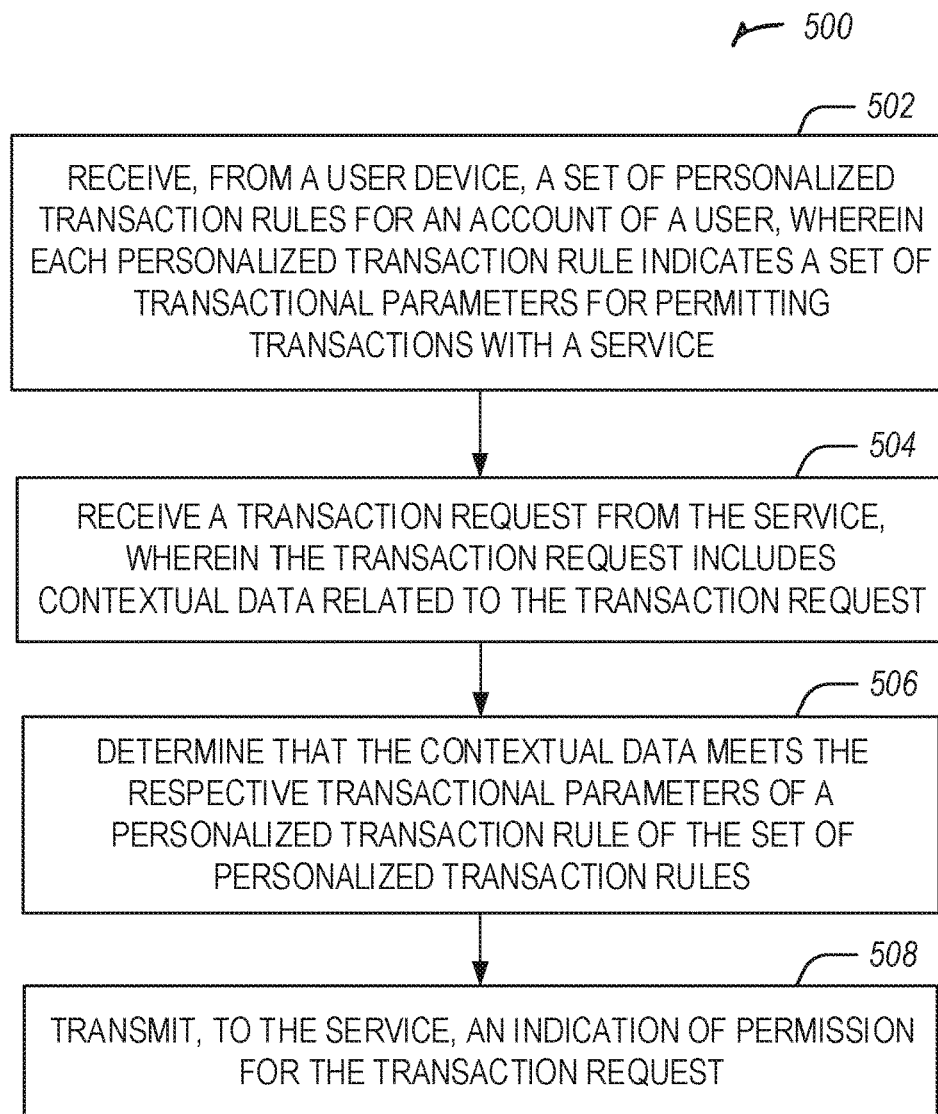 500
502
RECEIVE, FROM A USER DEVICE, A SET OF PERSONALIZED
TRANSACTION RULES FOR AN ACCOUNT OF A USER, WHEREIN
EACH PERSONALIZED TRANSACTION RULE INDICATES A SET OF
TRANSACTIONAL PARAMETERS FOR PERMITTING
TRANSACTIONS WITH A SERVICE
504
RECEIVE A TRANSACTION REQUEST FROM THE SERVICE,
WHEREIN THE TRANSACTION REQUEST INCLUDES
CONTEXTUAL DATA RELATED TO THE TRANSACTION REQUEST
506
DETERMINE THAT THE CONTEXTUAL DATA MEETS THE
RESPECTIVE TRANSACTIONAL PARAMETERS OF A
PERSONALIZED TRANSACTION RULE OF THE SET OF
PERSONALIZED TRANSACTION RULES
508
TRANSMIT, TO THE SERVICE, AN INDICATION OF PERMISSION
FOR THE TRANSACTION REQUEST